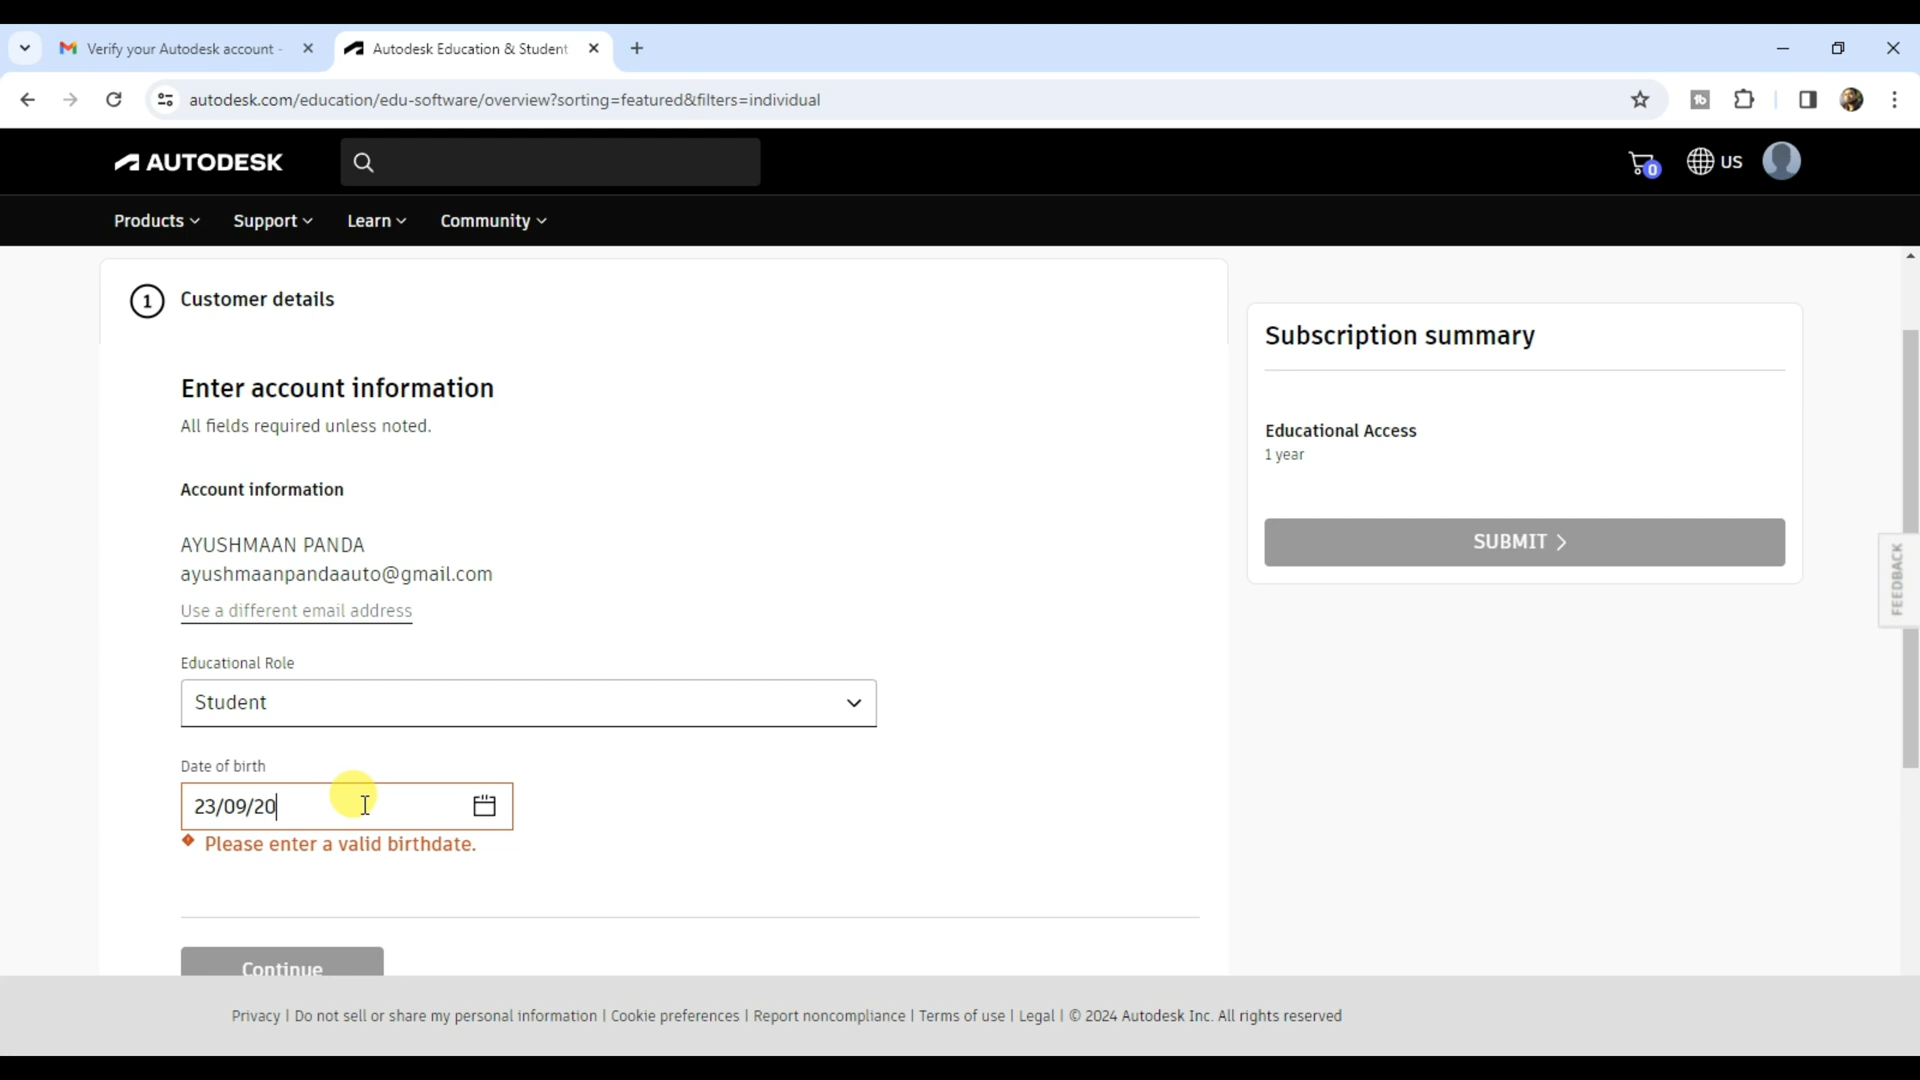 Verify your Autodesk account -
Autodesk Education & Student
autodesk.com/education/edu-software/overview?sorting=featured&filters=individual
AUTODESK
0
US
Products
Support
Learn
Community
1 Customer details
Enter account information
All fields required unless noted.
Account information
AYUSHMAAN PANDA
ayushmaanpandaauto@gmail.com
Use a different email address
Educational Role
Student
Date of birth
23/09/20
Please enter a valid birthdate.
Continue
Subscription summary
Educational Access
1 year
SUBMIT >
FEEDBACK
Privacy | Do not sell or share my personal information | Cookie preferences | Report noncompliance | Terms of use | Legal | © 2024 Autodesk Inc. All rights reserved